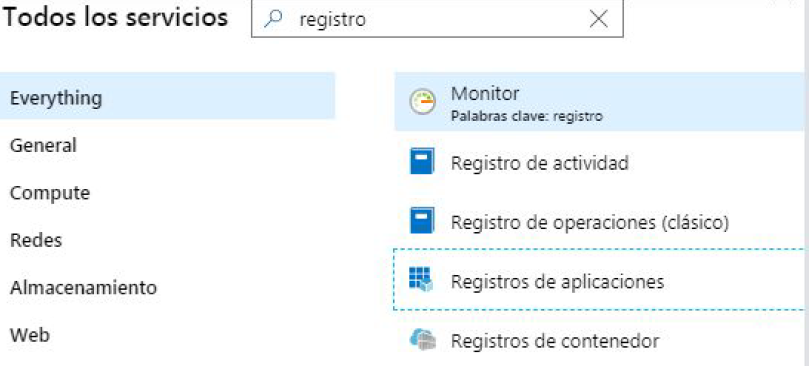 Todos los servicios
registro
Everything
General
Compute
Redes
Almacenamiento
Web
Monitor
Palabras clave: registro
Registro de actividad
Registro de operaciones (clásico)
Registros de aplicaciones
Registros de contenedor